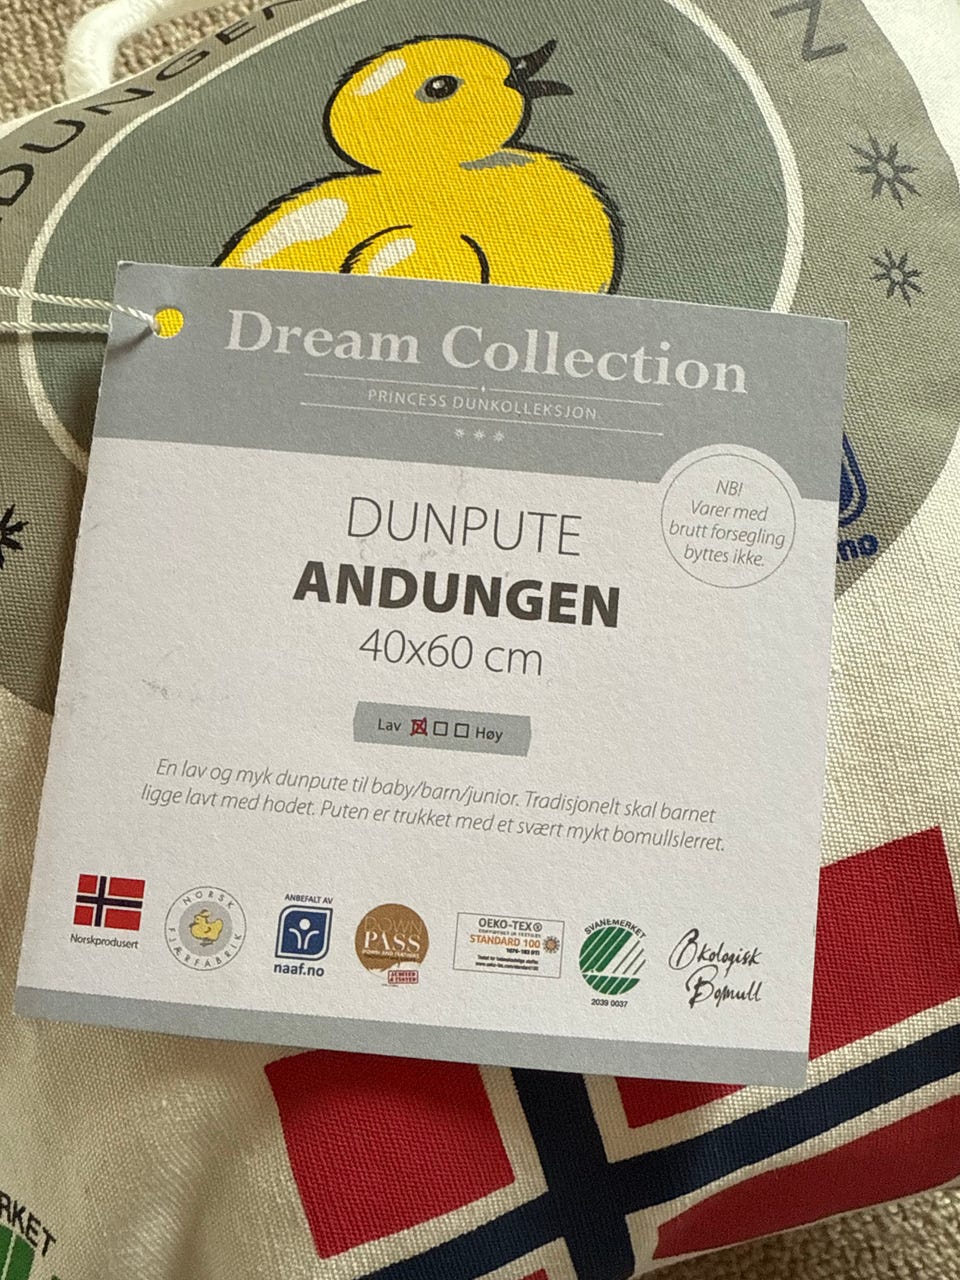 Dream Collection
PRINCESS DUNKOLLEKSJON
NB!
Varer med
brutt forsegling
byttes ikke.
DUNPUTE
ANDUNGEN
40x60 cm
Lav Høy
En lav og myk dunpute til baby/barn/junior. Tradisjonelt skal barnet
ligge lavt med hodet. Puten er trukket med et svært mykt bomullslerret.
Norskprodusert
NORSK
FJÆRFABRIK
ANBEFALT AV
naaf.no
DOWN
PASS
OEKO-TEX®
STANDARD 100
SVANEMERKET
2039 0037
Økologisk
Bomull
no
RKET